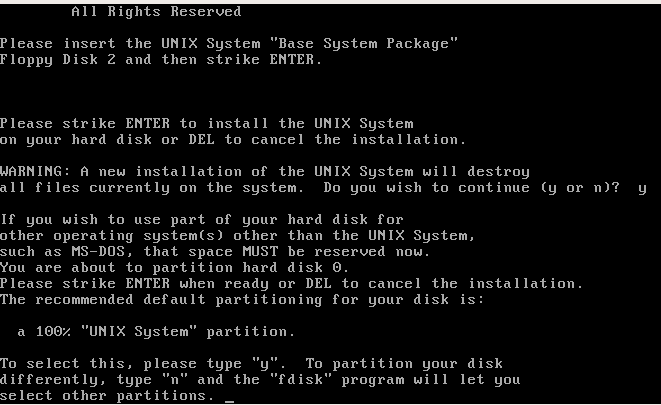 All Rights Reserved
Please insert the UNIX System "Base System Package"
Floppy Disk 2 and then strike ENTER.
Please strike ENTER to install the UNIX System
on your hard disk or DEL to cancel the installation.
WARNING: A new installation of the UNIX System will destroy
all files currently on the system.  Do you wish to continue (y or n)?  y
If you wish to use part of your hard disk for
other operating system(s) other than the UNIX System,
such as MS-DOS, that space MUST be reserved now.
You are about to partition hard disk 0.
Please strike ENTER when ready or DEL to cancel the installation.
The recommended default partitioning for your disk is:
a 100% "UNIX System" partition.
To select this, please type "y".  To partition your disk
differently, type "n" and the "fdisk" program will let you
select other partitions. _